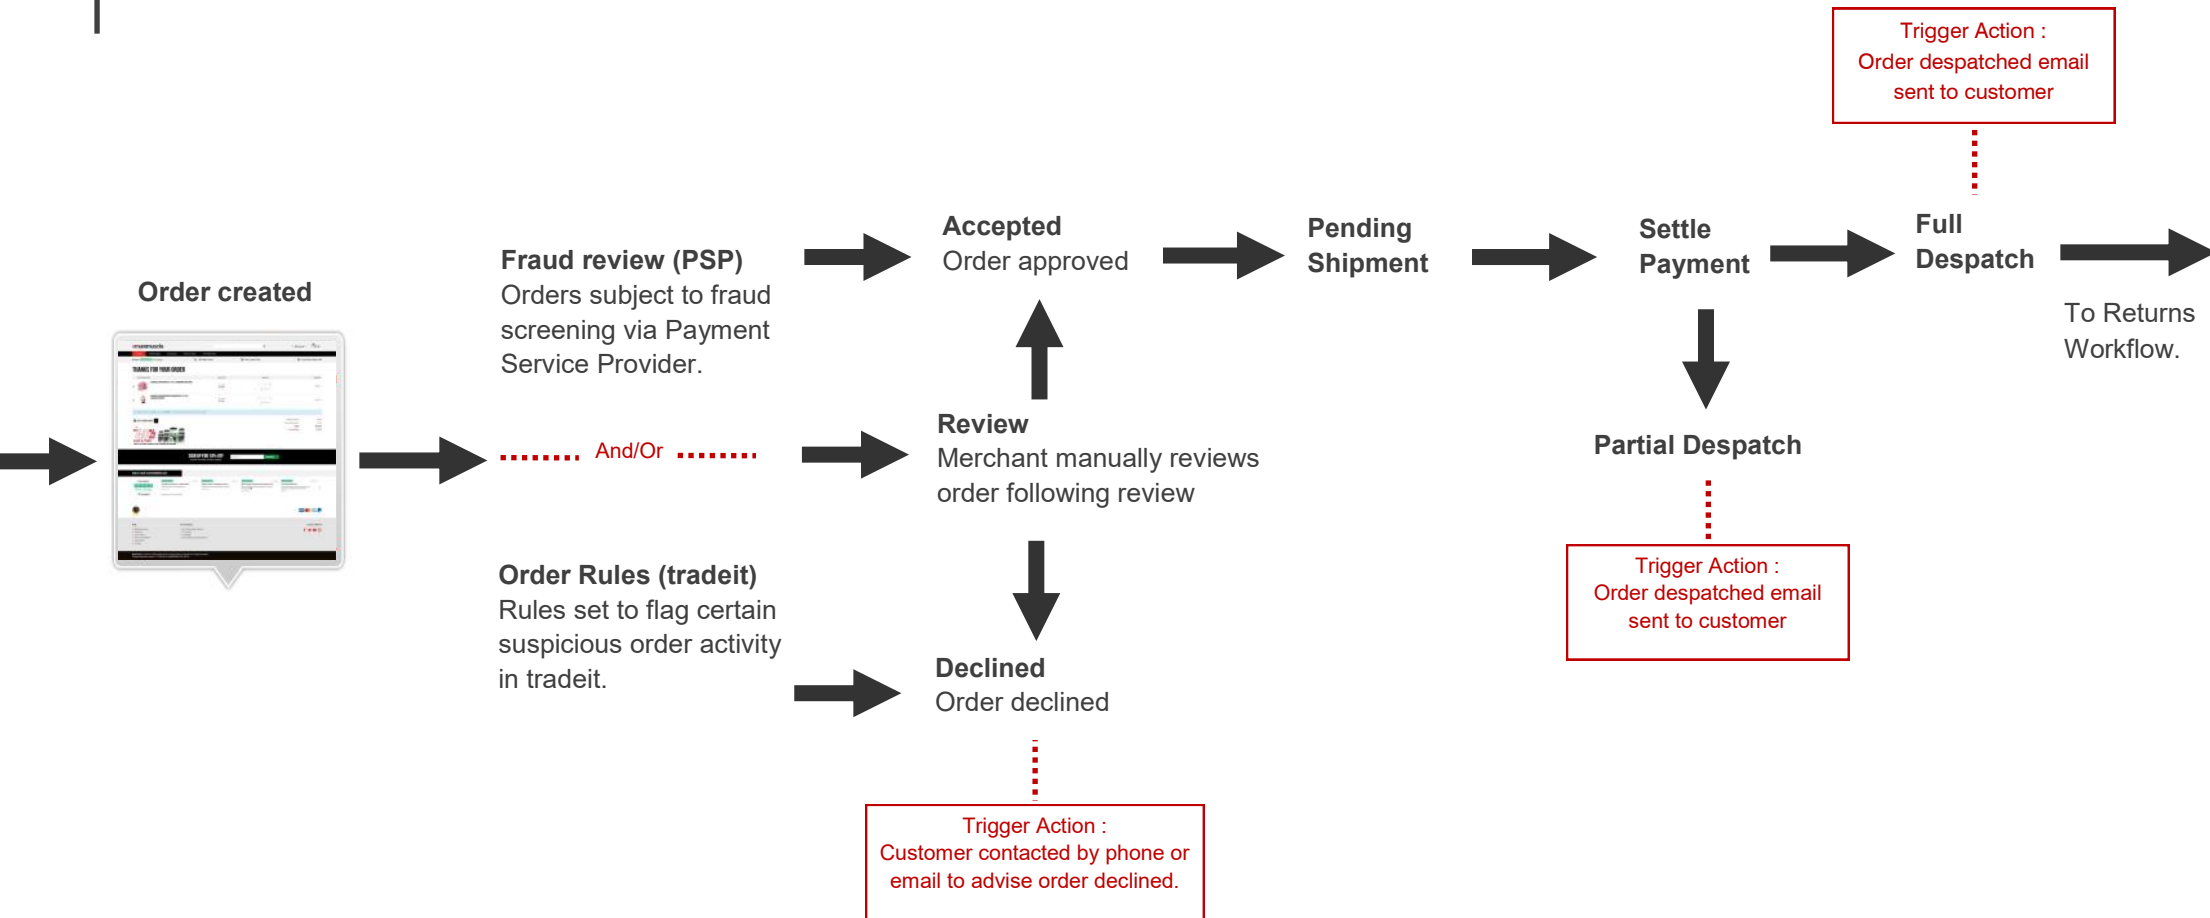 Order created
THANKS FOR YOUR ORDER
Fraud review (PSP)
Orders subject to fraud
screening via Payment
Service Provider.
And/Or
Order Rules (tradeit)
Rules set to flag certain
suspicious order activity
in tradeit.
Accepted
Order approved
Review
Merchant manually reviews
order following review
Declined
Order declined
Trigger Action :
Customer contacted by phone or
email to advise order declined.
Pending
Shipment
Settle
Payment
Partial Despatch
Trigger Action :
Order despatched email
sent to customer
Trigger Action :
Order despatched email
sent to customer
Full
Despatch
To Returns
Workflow.